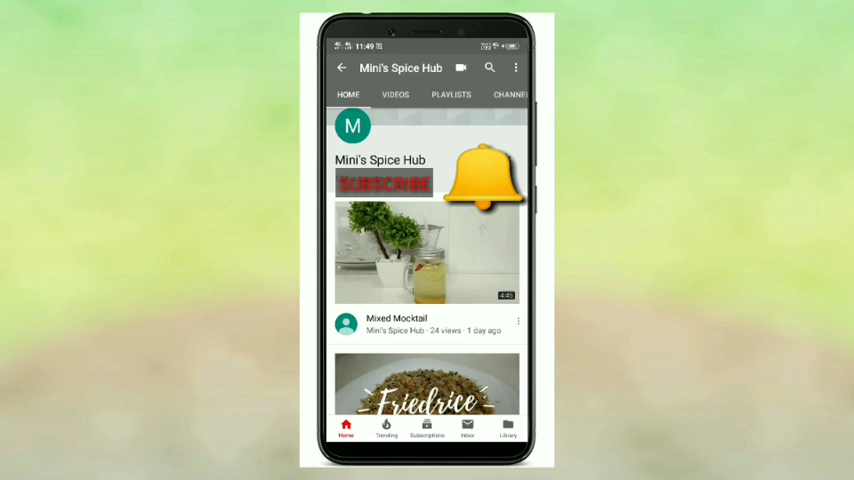 11:49
Mini's Spice Hub
HOME VIDEOS PLAYLISTS CHANNEL
M
Mini's Spice Hub
SUBSCRIBE
4:45
Mixed Mocktail
Mini's Spice Hub · 24 views · 1 day ago
Friedrice
Home Trending Subscriptions Inbox Library